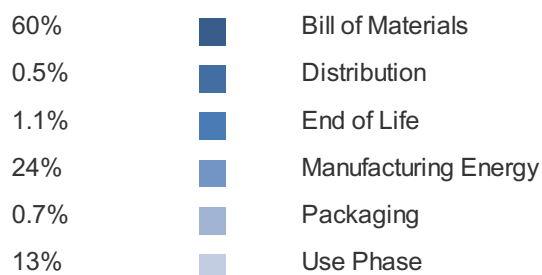 60% Bill of Materials
0.5% Distribution
1.1% End of Life
24% Manufacturing Energy
0.7% Packaging
13% Use Phase